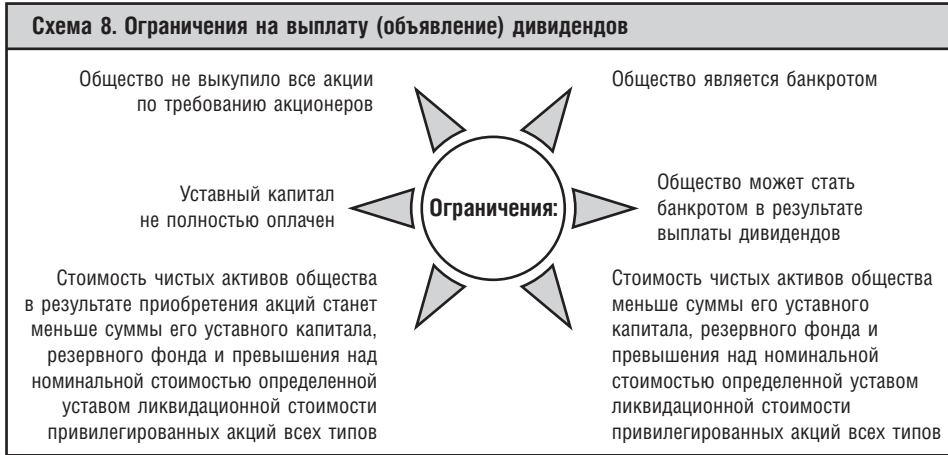 Схема 8. Ограничения на выплату (объявление) дивидендов
Общество не выкупило все акции
по требованию акционеров
Общество является банкротом
Уставный капитал
не полностью оплачен
Ограничения:
Общество может стать
банкротом в результате
выплаты дивидендов
Стоимость чистых активов общества
в результате приобретения акций станет
меньше суммы его уставного капитала,
резервного фонда и превышения над
номинальной стоимостью определенной
уставом ликвидационной стоимости
привилегированных акций всех типов
Стоимость чистых активов общества
меньше суммы его уставного
капитала, резервного фонда и
превышения над номинальной
стоимостью определенной уставом
ликвидационной стоимости
привилегированных акций всех типов